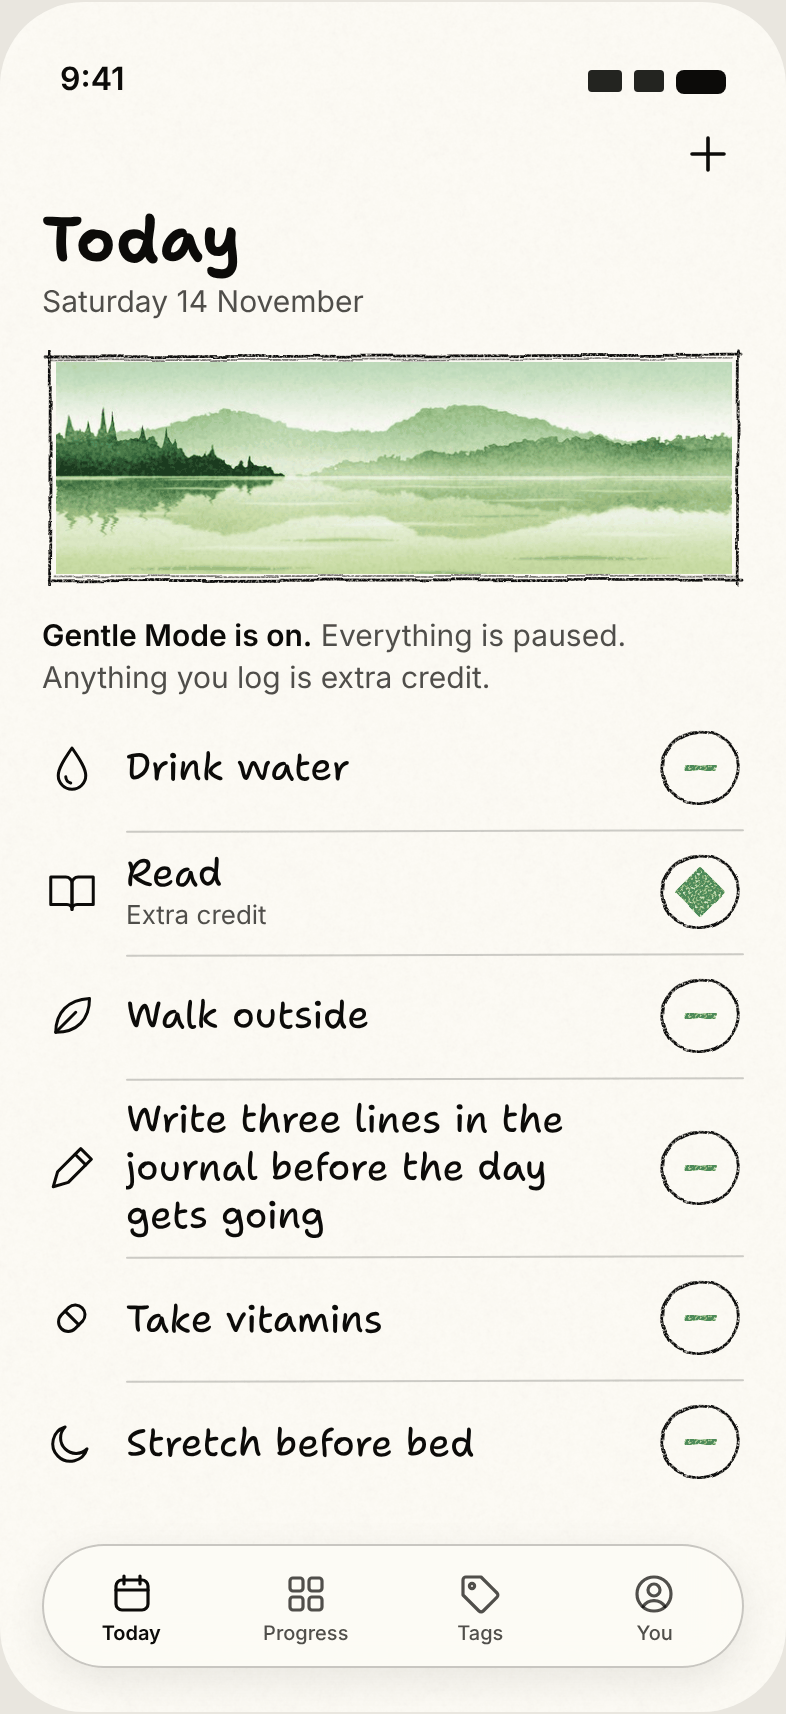 9:41
Today
Saturday 14 November
Gentle Mode is on. Everything is paused.
Anything you log is extra credit.
Drink water
Read
Extra credit
Walk outside
Write three lines in the
journal before the day
gets going
Take vitamins
Stretch before bed
Today
Progress
Tags
You